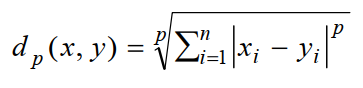 d_p(x, y) = \sqrt[p]{\sum_{i=1}^{n} |x_i - y_i|^p}